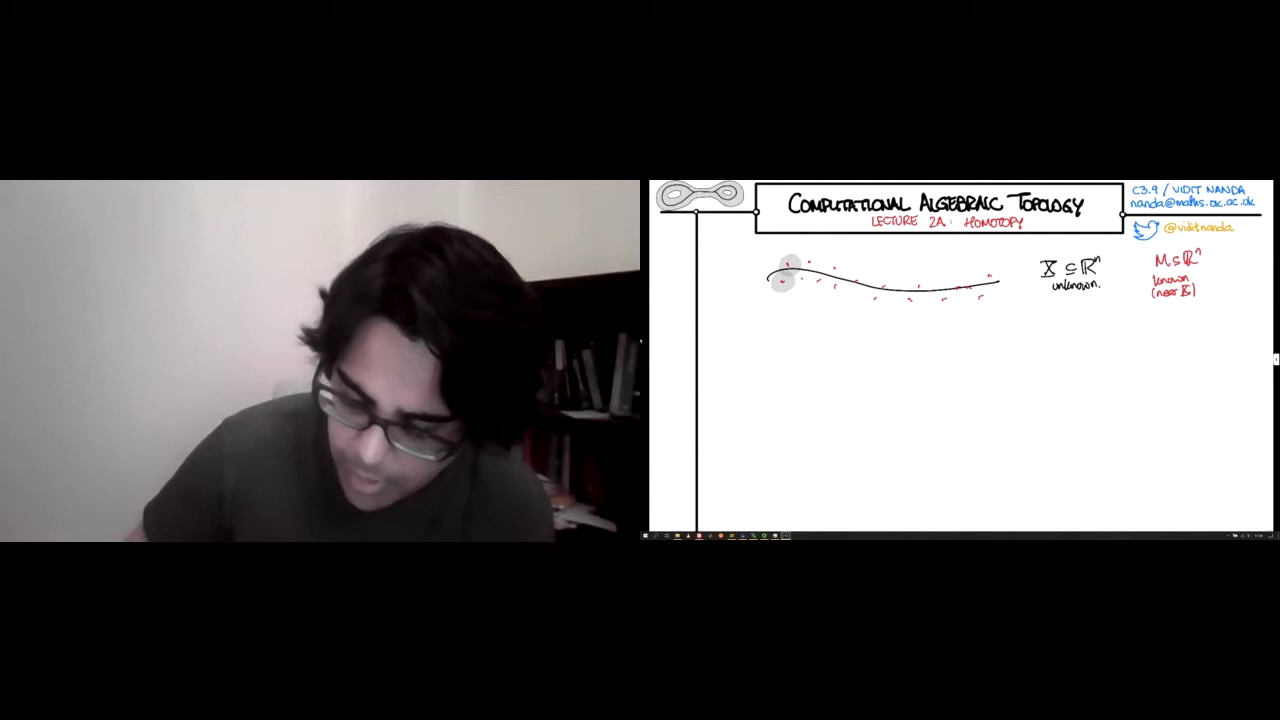 COMPUTATIONAL ALGEBRAIC TOPOLOGY
LECTURE 2A: HOMOTOPY
C3.9 / VIDIT NANDA
nanda@maths.ox.ac.uk
@viditnanda
X ⊆ ℝⁿ
unknown.
M ⊆ ℝⁿ
known
(near X)